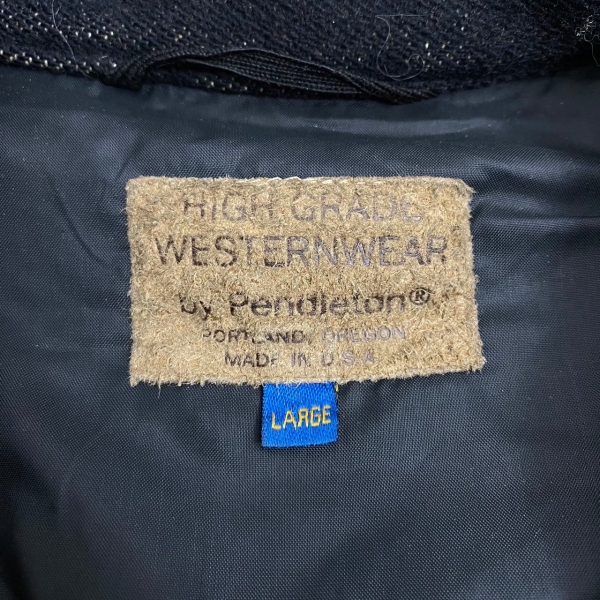 HIGH GRADE
WESTERNWEAR
by Pendleton®
PORTLAND, OREGON
MADE IN U.S.A
LARGE